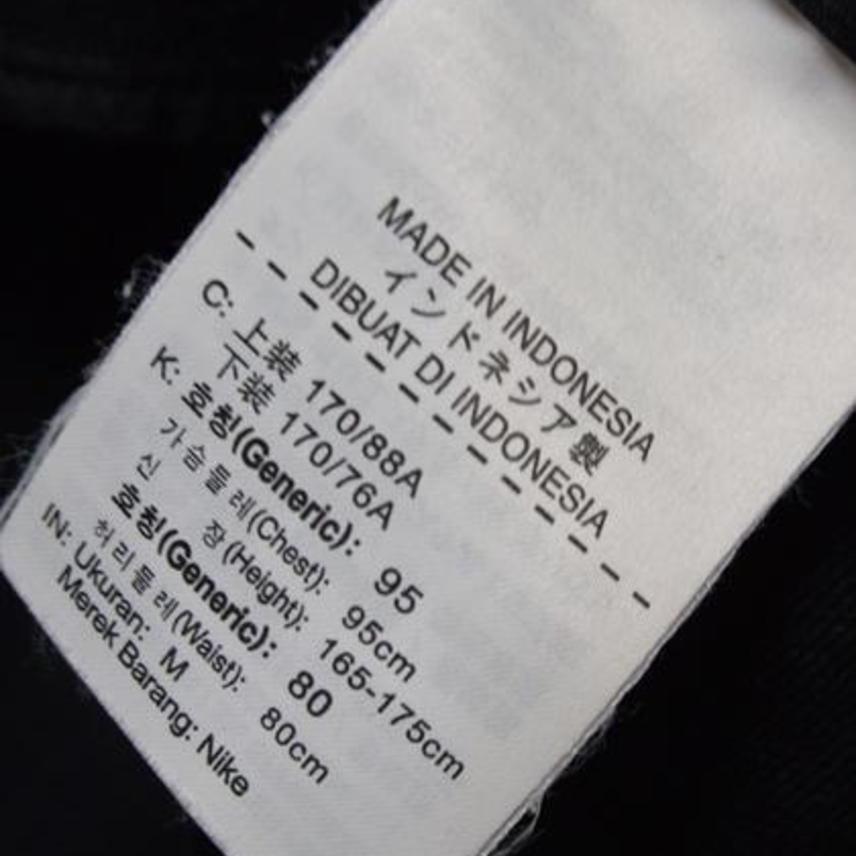 MADE IN INDONESIA
インドネシア製
DIBUAT DI INDONESIA
C: 上装 170/88A
下装 170/76A
K: 호칭(Generic): 95
가슴둘레(Chest): 95cm
신 장(Height): 165-175cm
호칭(Generic): 80
허리둘레(Waist): 80cm
IN: Ukuran: M
Merek Barang: Nike